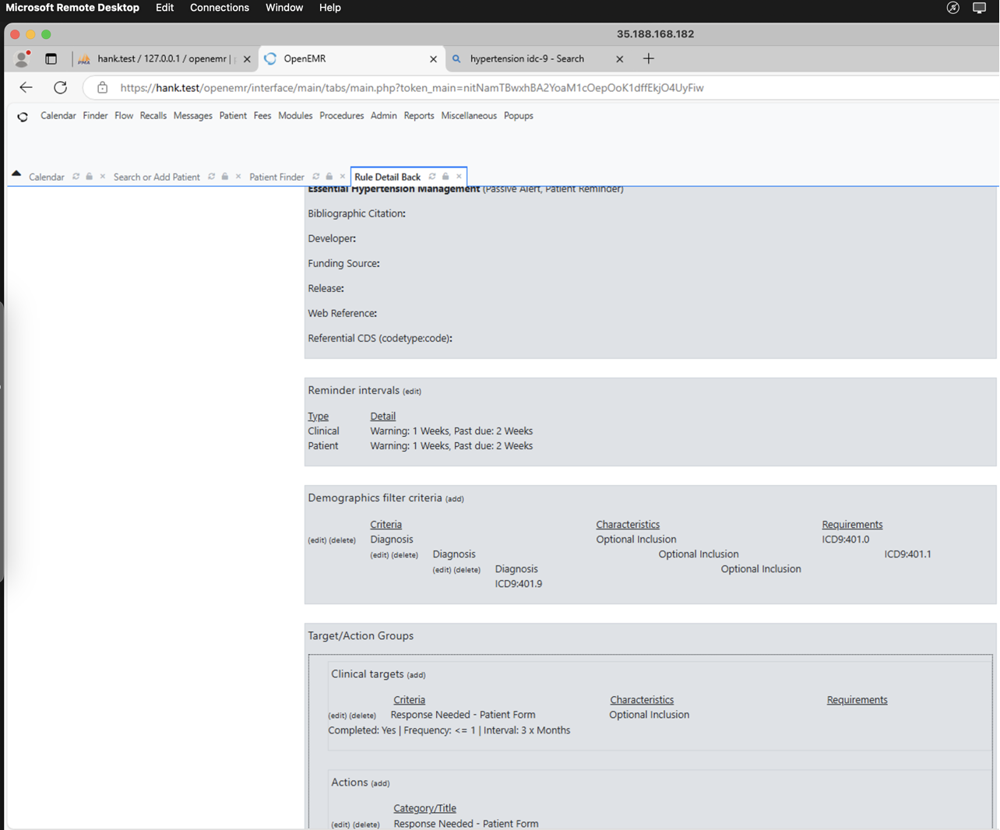 Microsoft Remote Desktop Edit Connections Window Help
35.188.168.182
PMA hank.test / 127.0.0.1 / openemr | OpenEMR hypertension idc-9 - Search
https://hank.test/openemr/interface/main/tabs/main.php?token_main=nitNamTBwxhBA2YoaM1cOepOoK1dffEkjO4UyFiw
Calendar Finder Flow Recalls Messages Patient Fees Modules Procedures Admin Reports Miscellaneous Popups
Calendar Search or Add Patient Patient Finder Rule Detail Back
Essential Hypertension Management (Passive Alert, Patient Reminder)
Bibliographic Citation:
Developer:
Funding Source:
Release:
Web Reference:
Referential CDS (codetype:code):
Reminder intervals (edit)
Type Detail
Clinical Warning: 1 Weeks, Past due: 2 Weeks
Patient Warning: 1 Weeks, Past due: 2 Weeks
Demographics filter criteria (add)
Criteria Characteristics Requirements
(edit) (delete) Diagnosis Optional Inclusion ICD9:401.0
(edit) (delete) Diagnosis Optional Inclusion ICD9:401.1
(edit) (delete) Diagnosis Optional Inclusion
ICD9:401.9
Target/Action Groups
Clinical targets (add)
Criteria Characteristics Requirements
(edit) (delete) Response Needed - Patient Form Optional Inclusion
Completed: Yes | Frequency: <= 1 | Interval: 3 x Months
Actions (add)
Category/Title
(edit) (delete) Response Needed - Patient Form